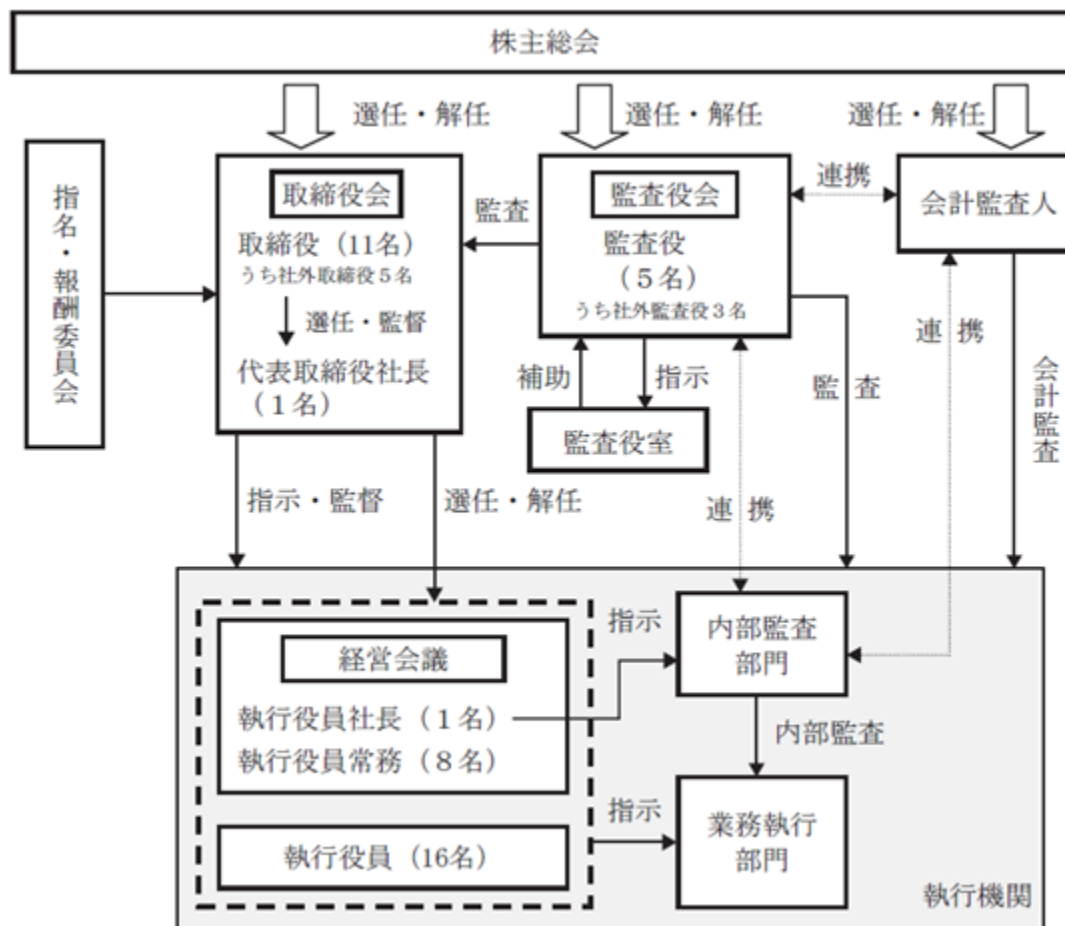 株主総会
選任・解任
選任・解任
選任・解任
指名・報酬委員会
取締役会
取締役(11名)
うち社外取締役5名
選任・監督
代表取締役社長
(1名)
監査
監査役会
監査役
(5名)
うち社外監査役3名
連携
会計監査人
補助
指示
監査役室
監査
連携
会計監査
指示・監督
選任・解任
連携
経営会議
執行役員社長(1名)
執行役員常務(8名)
執行役員(16名)
指示
内部監査
部門
内部監査
指示
業務執行
部門
執行機関